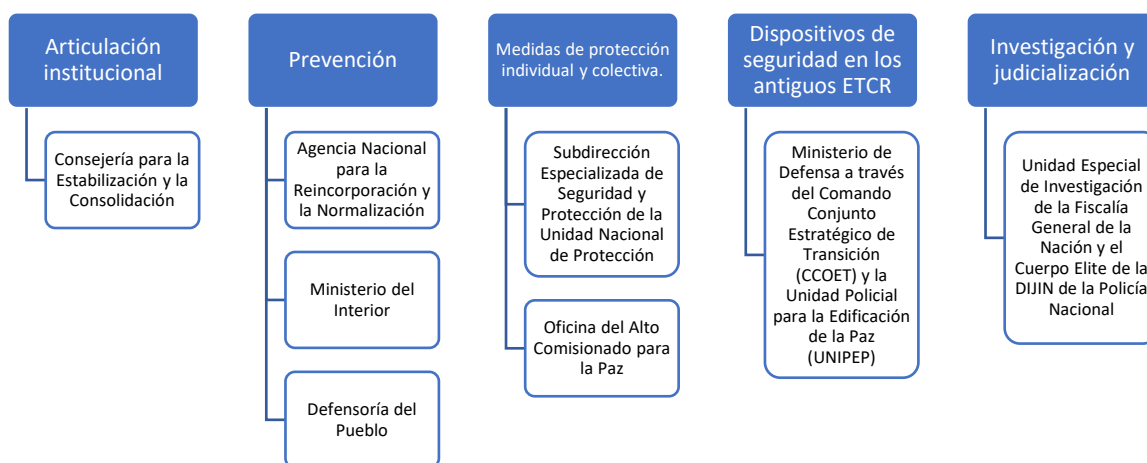 Articulación
institucional
Consejería para la
Estabilización y la
Consolidación
Prevención
Agencia Nacional
para la
Reincorporación y
la Normalización
Ministerio del
Interior
Defensoría del
Pueblo
Medidas de protección
individual y colectiva.
Subdirección
Especializada de
Seguridad y
Protección de la
Unidad Nacional
de Protección
Oficina del Alto
Comisionado para
la Paz
Dispositivos de
seguridad en los
antiguos ETCR
Ministerio de
Defensa a través
del Comando
Conjunto
Estratégico de
Transición
(CCOET) y la
Unidad Policial
para la Edificación
de la Paz
(UNIPEP)
Investigación y
judicialización
Unidad Especial
de Investigación
de la Fiscalía
General de la
Nación y el
Cuerpo Elite de la
DIJIN de la Policía
Nacional